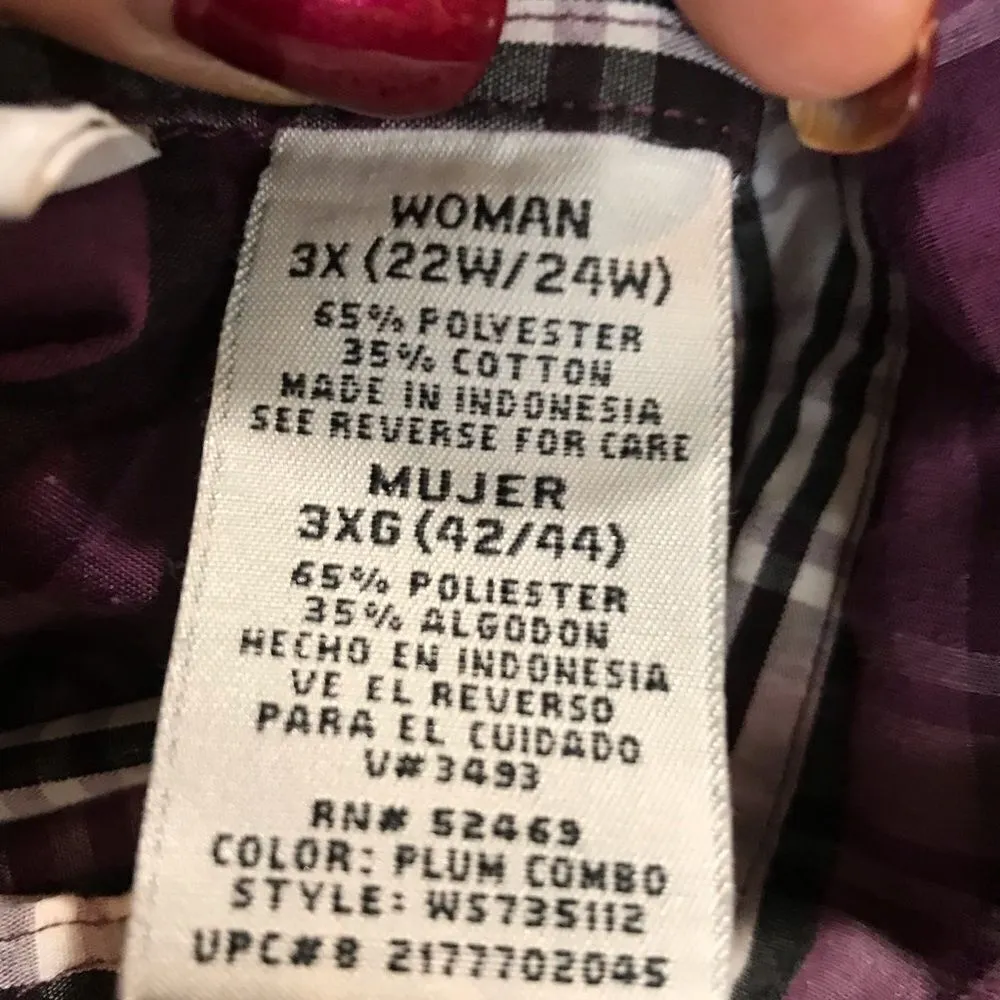 WOMAN
3X (22W/24W)
65% POLYESTER
35% COTTON
MADE IN INDONESIA
SEE REVERSE FOR CARE
MUJER
3XG (42/44)
65% POLIESTER
35% ALGODON
HECHO EN INDONESIA
VE EL REVERSO
PARA EL CUIDADO
V# 3493
RN# 52469
COLOR: PLUM COMBO
STYLE: WS735112
UPC#8 2177702045